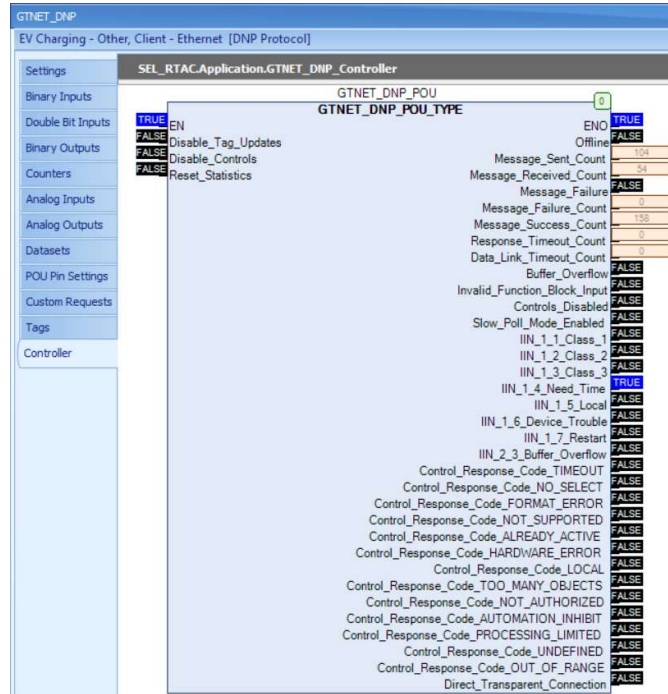 GTNET_DNP
EV Charging - Other, Client - Ethernet [DNP Protocol]
Settings
Binary Inputs
Double Bit Inputs
Binary Outputs
Counters
Analog Inputs
Analog Outputs
Datasets
POU Pin Settings
Custom Requests
Tags
Controller
SEL_RTAC.Application.GTNET_DNP_Controller
GTNET_DNP_POU
0
GTNET_DNP_POU_TYPE
TRUE EN
FALSE Disable_Tag_Updates
FALSE Disable_Controls
FALSE Reset_Statistics
ENO TRUE
Offline FALSE
Message_Sent_Count 104
Message_Received_Count 54
Message_Failure FALSE
Message_Failure_Count 0
Message_Success_Count 158
Response_Timeout_Count 0
Data_Link_Timeout_Count 0
Buffer_Overflow FALSE
Invalid_Function_Block_Input FALSE
Controls_Disabled FALSE
Slow_Poll_Mode_Enabled FALSE
IIN_1_1_Class_1 FALSE
IIN_1_2_Class_2 FALSE
IIN_1_3_Class_3 FALSE
IIN_1_4_Need_Time TRUE
IIN_1_5_Local FALSE
IIN_1_6_Device_Trouble FALSE
IIN_1_7_Restart FALSE
IIN_2_3_Buffer_Overflow FALSE
Control_Response_Code_TIMEOUT FALSE
Control_Response_Code_NO_SELECT FALSE
Control_Response_Code_FORMAT_ERROR FALSE
Control_Response_Code_NOT_SUPPORTED FALSE
Control_Response_Code_ALREADY_ACTIVE FALSE
Control_Response_Code_HARDWARE_ERROR FALSE
Control_Response_Code_LOCAL FALSE
Control_Response_Code_TOO_MANY_OBJECTS FALSE
Control_Response_Code_NOT_AUTHORIZED FALSE
Control_Response_Code_AUTOMATION_INHIBIT FALSE
Control_Response_Code_PROCESSING_LIMITED FALSE
Control_Response_Code_UNDEFINED FALSE
Control_Response_Code_OUT_OF_RANGE FALSE
Direct_Transparent_Connection FALSE